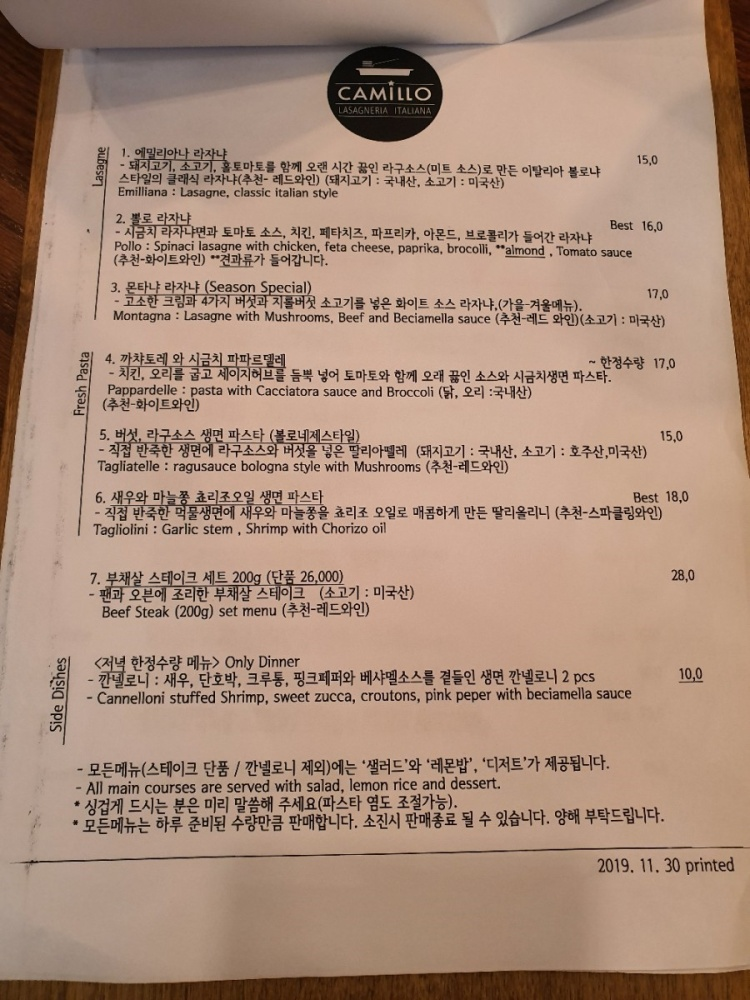 CAMILLO
LASAGNERIA ITALIANA
Lasagne
1. 에밀리아나 라자냐
- 돼지고기, 소고기, 홀토마토를 함께 오랜 시간 끓인 라구소스(미트 소스)로 만든 이탈리아 볼로냐 15,0
스타일의 클래식 라자냐(추천- 레드와인) (돼지고기 : 국내산, 소고기 : 미국산)
Emilliana : Lasagne, classic italian style
2. 뽈로 라자냐
- 시금치 라자냐면과 토마토 소스, 치킨, 페타치즈, 파프리카, 아몬드, 브로콜리가 들어간 라자냐 Best 16,0
Pollo : Spinaci lasagne with chicken, feta cheese, paprika, brocolli, **almond , Tomato sauce
(추천-화이트와인) **견과류가 들어갑니다.
3. 몬타냐 라자냐 (Season Special)
- 고소한 크림과 4가지 버섯과 지롤버섯 소고기를 넣은 화이트 소스 라자냐,(가을-겨울메뉴). 17,0
Montagna : Lasagne with Mushrooms, Beef and Beciamella sauce (추천-레드 와인)(소고기 : 미국산)
Fresh Pasta
4. 까챠토레 와 시금치 파파르델레 ~ 한정수량 17,0
- 치킨, 오리를 굽고 세이지허브를 듬뿍 넣어 토마토와 함께 오래 끓인 소스와 시금치생면 파스타.
Pappardelle : pasta with Cacciatora sauce and Broccoli (닭, 오리 :국내산)
(추천-화이트와인)
5. 버섯, 라구소스 생면 파스타 (볼로네제스타일) 15,0
- 직접 반죽한 생면에 라구소스와 버섯을 넣은 딸리아뗄레 (돼지고기 : 국내산, 소고기 : 호주산,미국산)
Tagliatelle : ragusauce bologna style with Mushrooms (추천-레드와인)
6. 새우와 마늘쫑 쵸리조오일 생면 파스타 Best 18,0
- 직접 반죽한 먹물생면에 새우와 마늘쫑을 쵸리조 오일로 매콤하게 만든 딸리올리니 (추천-스파클링와인)
Tagliolini : Garlic stem , Shrimp with Chorizo oil
7. 부채살 스테이크 세트 200g (단품 26,000) 28,0
- 팬과 오븐에 조리한 부채살 스테이크 (소고기 : 미국산)
Beef Steak (200g) set menu (추천-레드와인)
Side Dishes
<저녁 한정수량 메뉴> Only Dinner
- 깐넬로니 : 새우, 단호박, 크루통, 핑크페퍼와 베샤멜소스를 곁들인 생면 깐넬로니 2 pcs 10,0
- Cannelloni stuffed Shrimp, sweet zucca, croutons, pink peper with beciamella sauce
- 모든메뉴(스테이크 단품 / 깐넬로니 제외)에는 '샐러드'와 '레몬밥', '디저트'가 제공됩니다.
- All main courses are served with salad, lemon rice and dessert.
* 싱겁게 드시는 분은 미리 말씀해 주세요(파스타 염도 조절가능).
* 모든메뉴는 하루 준비된 수량만큼 판매합니다. 소진시 판매종료 될 수 있습니다. 양해 부탁드립니다.
2019. 11. 30 printed